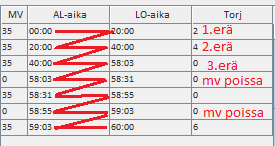 MV AL-aika LO-aika Torj
35 00:00 20:00 2 1.erä
35 20:00 40:00 4 2.erä
35 40:00 58:03 0 3.erä
0 58:03 58:31 0 mv poissa
35 58:31 58:55 0
0 58:55 59:03 0 mv poissa
35 59:03 60:00 6